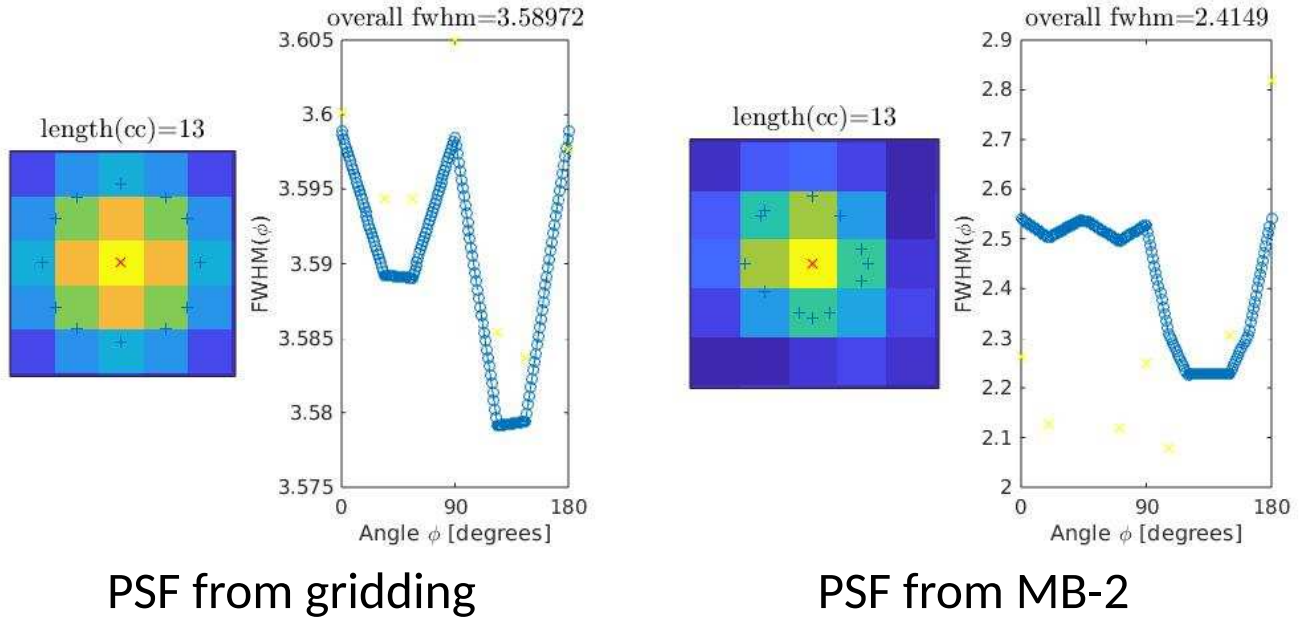 overall fwhm=3.58972
length(cc)=13
3.605
3.6
3.595
3.59
3.585
3.58
3.575
FWHM(ϕ)
0
90
180
Angle ϕ [degrees]
PSF from gridding
overall fwhm=2.4149
length(cc)=13
2.9
2.8
2.7
2.6
2.5
2.4
2.3
2.2
2.1
2
FWHM(ϕ)
0
90
180
Angle ϕ [degrees]
PSF from MB-2